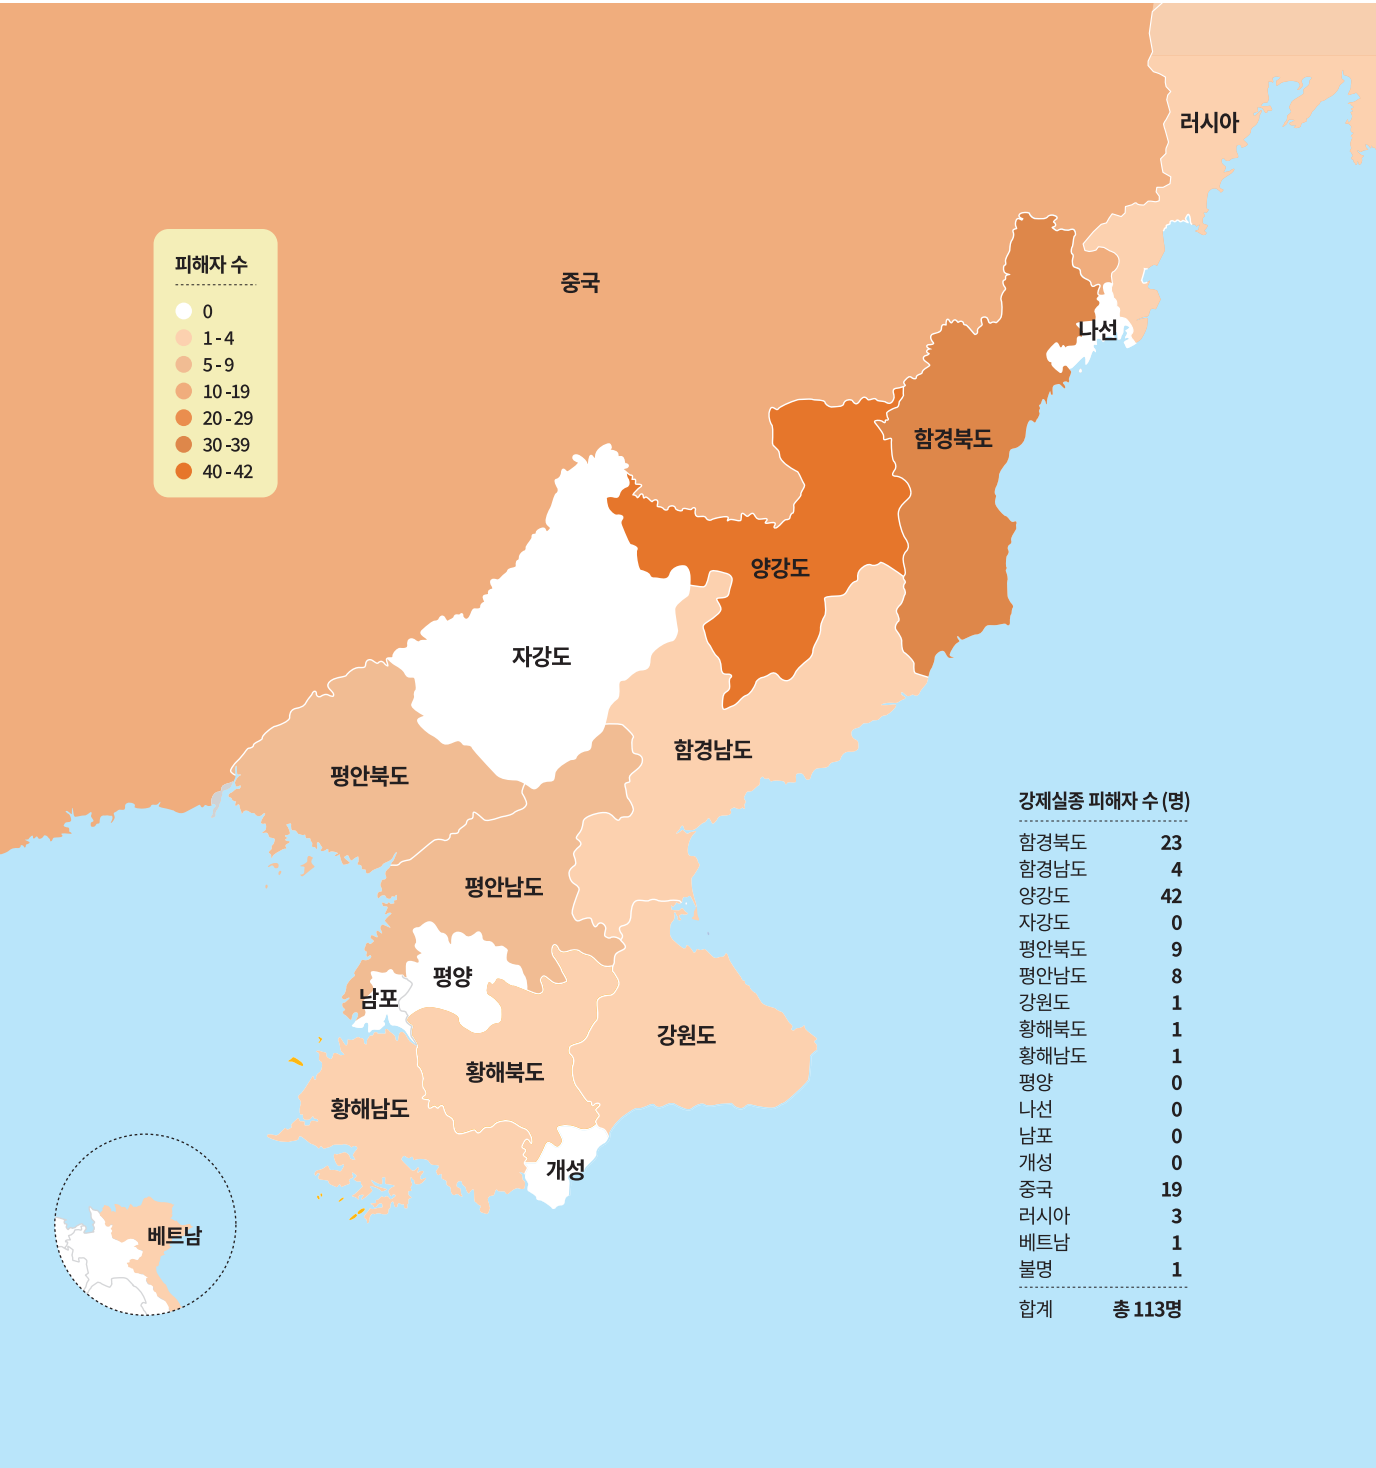 러시아
중국
피해자 수
0
1 - 4
5 - 9
10 -19
20 - 29
30 -39
40 - 42
나선
함경북도
양강도
자강도
함경남도
평안북도
평안남도
평양
남포
강원도
황해북도
황해남도
개성
베트남
강제실종 피해자 수 (명)
함경북도 23
함경남도 4
양강도 42
자강도 0
평안북도 9
평안남도 8
강원도 1
황해북도 1
황해남도 1
평양 0
나선 0
남포 0
개성 0
중국 19
러시아 3
베트남 1
불명 1
합계 총 113명